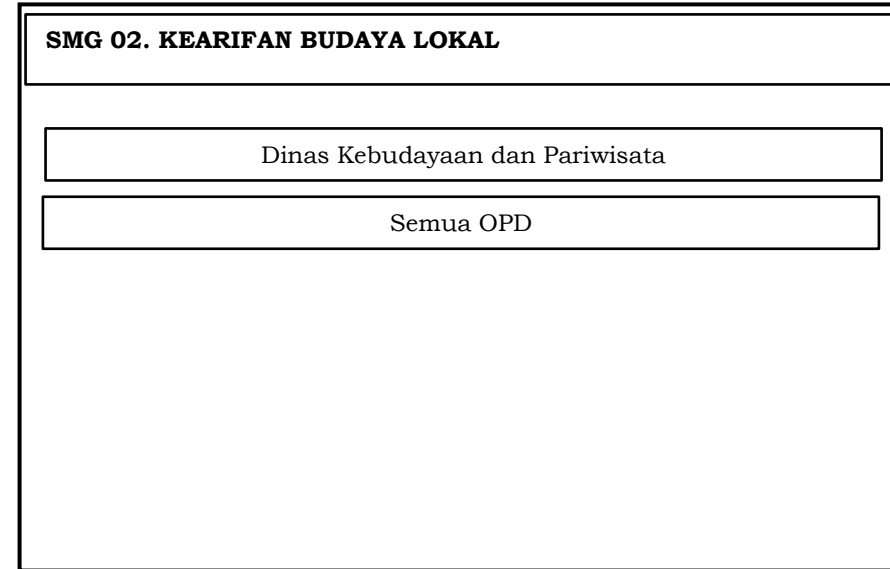 SMG 02. KEARIFAN BUDAYA LOKAL
Dinas Kebudayaan dan Pariwisata
Semua OPD